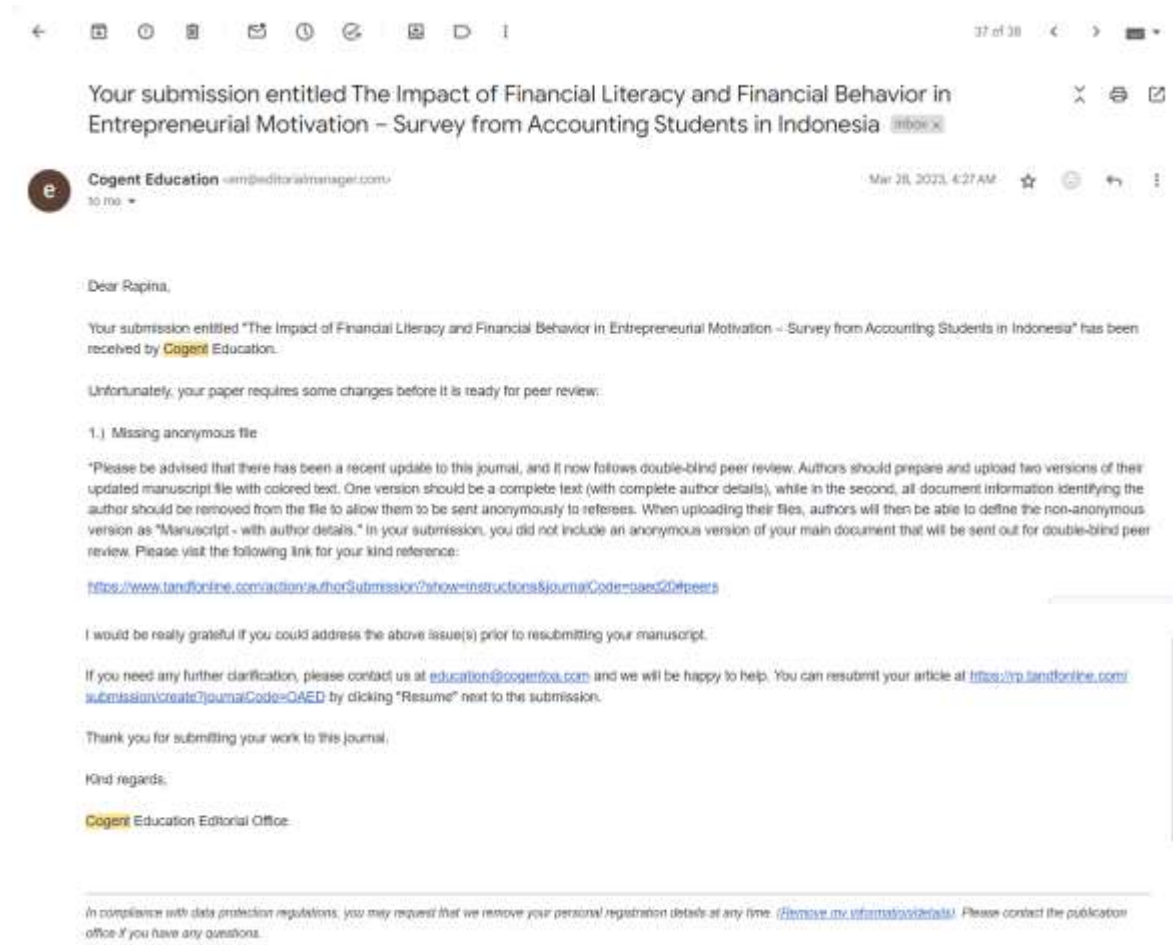 37 of 38
Your submission entitled The Impact of Financial Literacy and Financial Behavior in
Entrepreneurial Motivation – Survey from Accounting Students in Indonesia Inbox x
e
Cogent Education <em@editorialmanager.com>
Mar 28, 2023, 4:27 AM
to me
Dear Rapina,
Your submission entitled "The Impact of Financial Literacy and Financial Behavior in Entrepreneurial Motivation – Survey from Accounting Students in Indonesia" has been
received by Cogent Education.
Unfortunately, your paper requires some changes before it is ready for peer review:
1.) Missing anonymous file
"Please be advised that there has been a recent update to this journal, and it now follows double-blind peer review. Authors should prepare and upload two versions of their
updated manuscript file with colored text. One version should be a complete text (with complete author details), while in the second, all document information identifying the
author should be removed from the file to allow them to be sent anonymously to referees. When uploading their files, authors will then be able to define the non-anonymous
version as "Manuscript - with author details." In your submission, you did not include an anonymous version of your main document that will be sent out for double-blind peer
review. Please visit the following link for your kind reference:
https://www.tandfonline.com/action/authorSubmission?show=instructions&journalCode=oaed20#peers
I would be really grateful if you could address the above issue(s) prior to resubmitting your manuscript.
If you need any further clarification, please contact us at education@cogentoa.com and we will be happy to help. You can resubmit your article at https://rp.tandfonline.com/
submission/create?journalCode=OAED by clicking "Resume" next to the submission.
Thank you for submitting your work to this journal.
Kind regards,
Cogent Education Editorial Office
In compliance with data protection regulations, you may request that we remove your personal registration details at any time. (Remove my information/details). Please contact the publication
office if you have any questions.